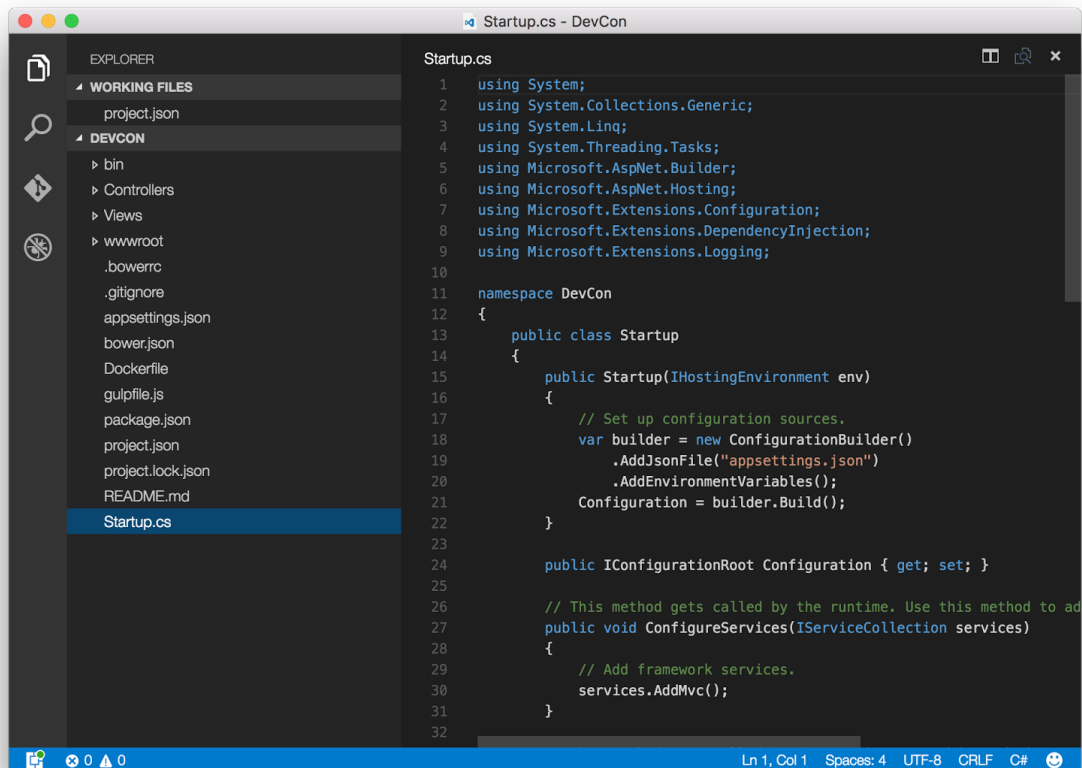 Startup.cs - DevCon
EXPLORER
WORKING FILES
project.json
DEVCON
bin
Controllers
Views
wwwroot
.bowerrc
.gitignore
appsettings.json
bower.json
Dockerfile
gulpfile.js
package.json
project.json
project.lock.json
README.md
Startup.cs
Startup.cs
1 using System;
2 using System.Collections.Generic;
3 using System.Linq;
4 using System.Threading.Tasks;
5 using Microsoft.AspNet.Builder;
6 using Microsoft.AspNet.Hosting;
7 using Microsoft.Extensions.Configuration;
8 using Microsoft.Extensions.DependencyInjection;
9 using Microsoft.Extensions.Logging;
10
11 namespace DevCon
12 {
13     public class Startup
14     {
15         public Startup(IHostingEnvironment env)
16         {
17             // Set up configuration sources.
18             var builder = new ConfigurationBuilder()
19                 .AddJsonFile("appsettings.json")
20                 .AddEnvironmentVariables();
21             Configuration = builder.Build();
22         }
23
24         public IConfigurationRoot Configuration { get; set; }
25
26         // This method gets called by the runtime. Use this method to ad
27         public void ConfigureServices(IServiceCollection services)
28         {
29             // Add framework services.
30             services.AddMvc();
31         }
32
0 0 Ln 1, Col 1 Spaces: 4 UTF-8 CRLF C#